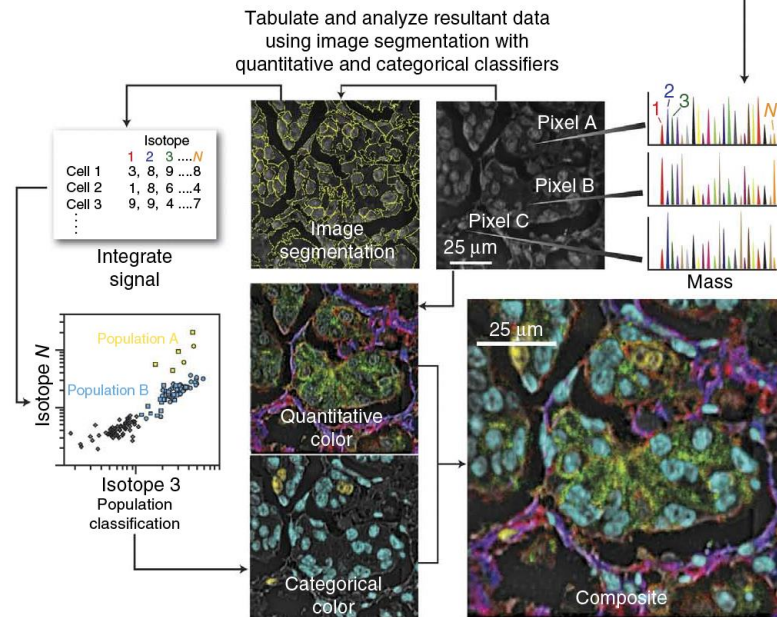 Tabulate and analyze resultant data
using image segmentation with
quantitative and categorical classifiers
Isotope
1 2 3 ....N
Cell 1 3, 8, 9 ....8
Cell 2 1, 8, 6 ....4
Cell 3 9, 9, 4 ....7
Integrate
signal
Image
segmentation
Pixel A
Pixel B
Pixel C
25 μm
1 2 3 N
Mass
Isotope N
Population A
Population B
Isotope 3
Population
classification
Quantitative
color
Categorical
color
25 μm
Composite